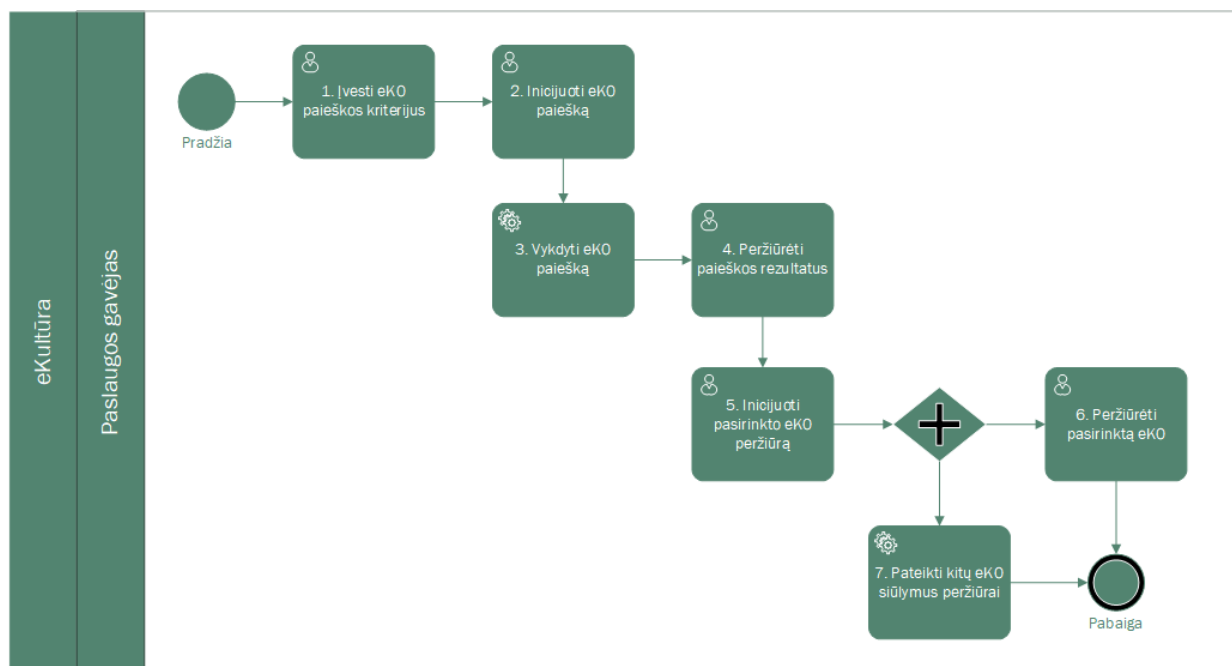 eKultūra
Paslaugos gavėjas
Pradžia
1. Įvesti eKO
paieškos kriterijus
2. Inicijuoti eKO
paiešką
3. Vykdyti eKO
paiešką
4. Peržiūrėti
paieškos rezultatus
5. Inicijuoti
pasirinkto eKO
peržiūrą
6. Peržiūrėti
pasirinktą eKO
7. Pateikti kitų eKO
siūlymus peržiūrai
Pabaiga